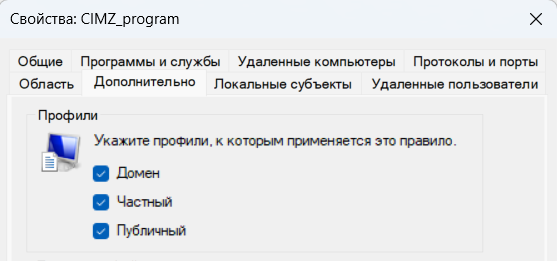 Свойства: CIMZ_program
Общие
Программы и службы
Удаленные компьютеры
Протоколы и порты
Область
Дополнительно
Локальные субъекты
Удаленные пользователи
Профили
Укажите профили, к которым применяется это правило.
Домен
Частный
Публичный